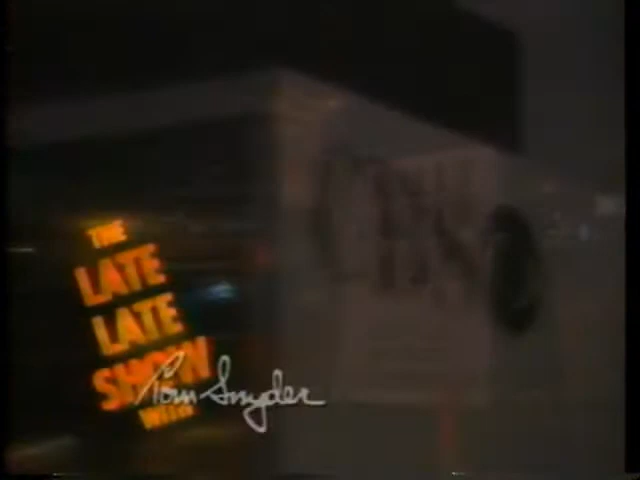 THE
LATE
LATE
SHOW
WITH
Tom Snyder